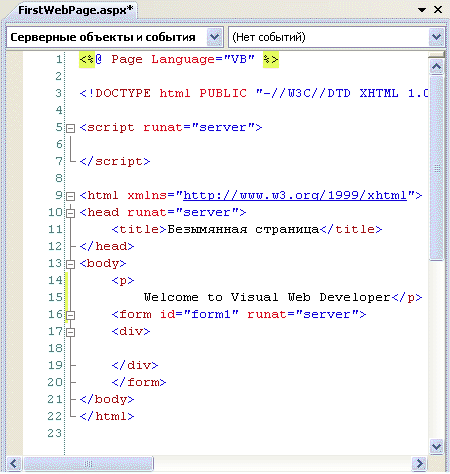 FirstWebPage.aspx*
Серверные объекты и события (Нет событий)
1 <%@ Page Language="VB" %>
2
3 <!DOCTYPE html PUBLIC "-//W3C//DTD XHTML 1.0
4
5 <script runat="server">
6
7 </script>
8
9 <html xmlns="http://www.w3.org/1999/xhtml">
10 <head runat="server">
11     <title>Безымянная страница</title>
12 </head>
13 <body>
14     <p>
15         Welcome to Visual Web Developer</p>
16     <form id="form1" runat="server">
17     <div>
18
19     </div>
20     </form>
21 </body>
22 </html>
23